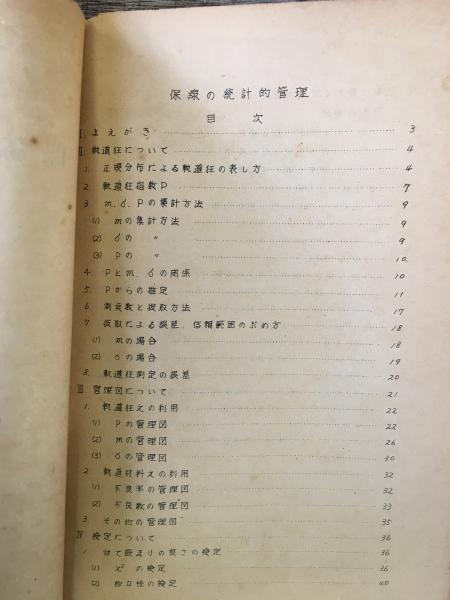 保線の統計的管理
目 次
I まえがき 3
II 軌道狂について 4
1. 正規分布による軌道狂の表し方 4
2. 軌道狂指数P 7
3. m, σ, Pの集計方法 9
(1) mの集計方法 9
(2) σの 〃 9
(3) Pの 〃 10
4. Pとm, σの関係 10
5. Pからの推定 11
6. 測点数と抜取方法 17
7. 抜取による誤差、信頼範囲の求め方 18
(1) mの場合 18
(2) σの場合 19
8. 軌道狂測定の誤差 20
III 管理図について 21
1. 軌道狂えの利用 22
(1) Pの管理図 22
(2) mの管理図 26
(3) σの管理図 30
2. 軌道材料えの利用 32
(1) 不良率の管理図 32
(2) 不良数の管理図 33
3 その他の管理図 35
IV 検定について 36
1 当て嵌まりの良さの検定 36
(1) χ² の検定 36
(2) 独立性の検定 40